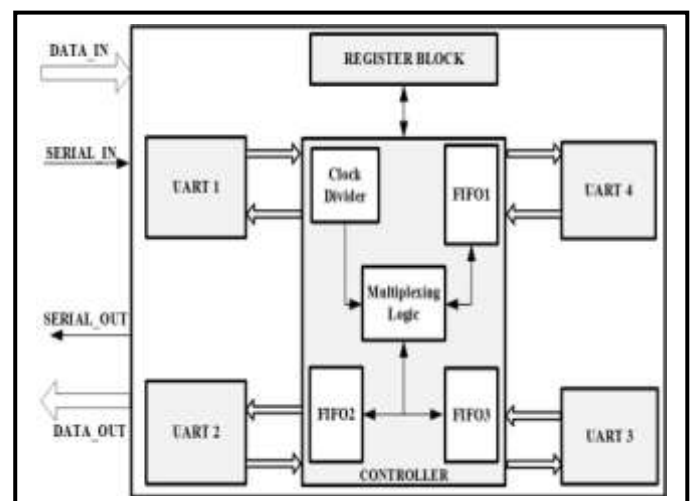 DATA_IN
REGISTER BLOCK
SERIAL_IN
UART 1
Clock
Divider
FIFO1
UART 4
Multiplexing
Logic
SERIAL_OUT
DATA_OUT
UART 2
FIFO2
FIFO3
UART 3
CONTROLLER